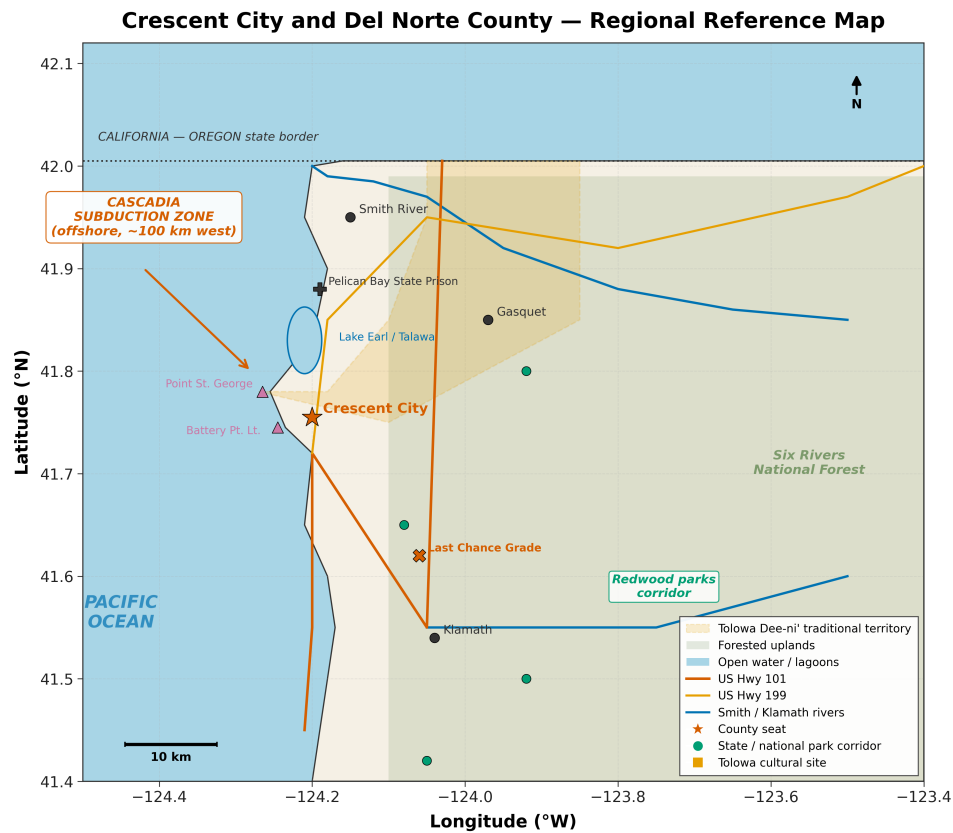 Crescent City and Del Norte County — Regional Reference Map
N
CALIFORNIA — OREGON state border
CASCADIA
SUBDUCTION ZONE
(offshore, ~100 km west)
Smith River
Pelican Bay State Prison
Gasquet
Lake Earl / Talawa
Point St. George
Crescent City
Battery Pt. Lt.
Six Rivers
National Forest
Last Chance Grade
Redwood parks
corridor
PACIFIC
OCEAN
Klamath
10 km
Tolowa Dee-ni' traditional territory
Forested uplands
Open water / lagoons
US Hwy 101
US Hwy 199
Smith / Klamath rivers
County seat
State / national park corridor
Tolowa cultural site
Latitude (°N)
42.1
42.0
41.9
41.8
41.7
41.6
41.5
41.4
−124.4
−124.2
−124.0
−123.8
−123.6
−123.4
Longitude (°W)